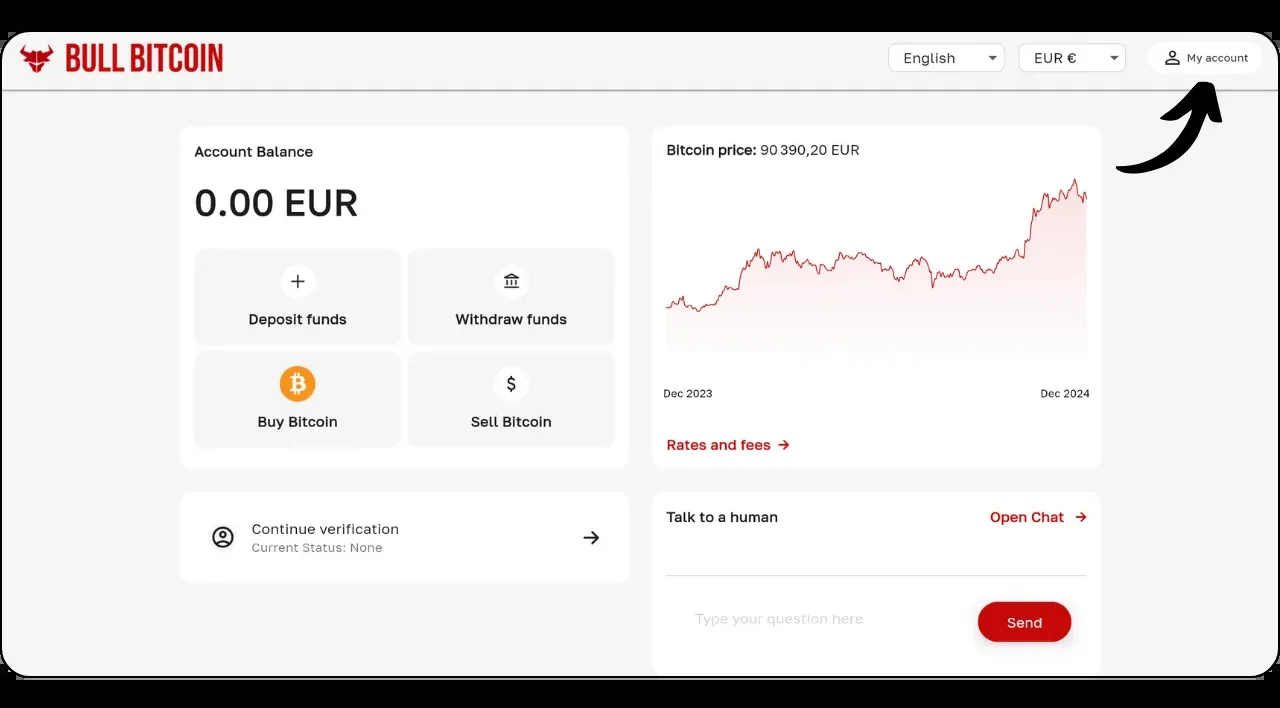 BULL BITCOIN
English
EUR €
My account
Account Balance
0.00 EUR
Deposit funds
Withdraw funds
Buy Bitcoin
$
Sell Bitcoin
Bitcoin price: 90 390,20 EUR
Dec 2023
Dec 2024
Rates and fees
Continue verification
Current Status: None
Talk to a human
Open Chat
Type your question here
Send